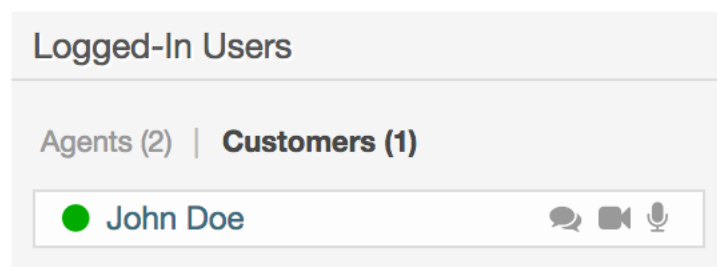 Logged-In Users
Agents (2) | Customers (1)
John Doe